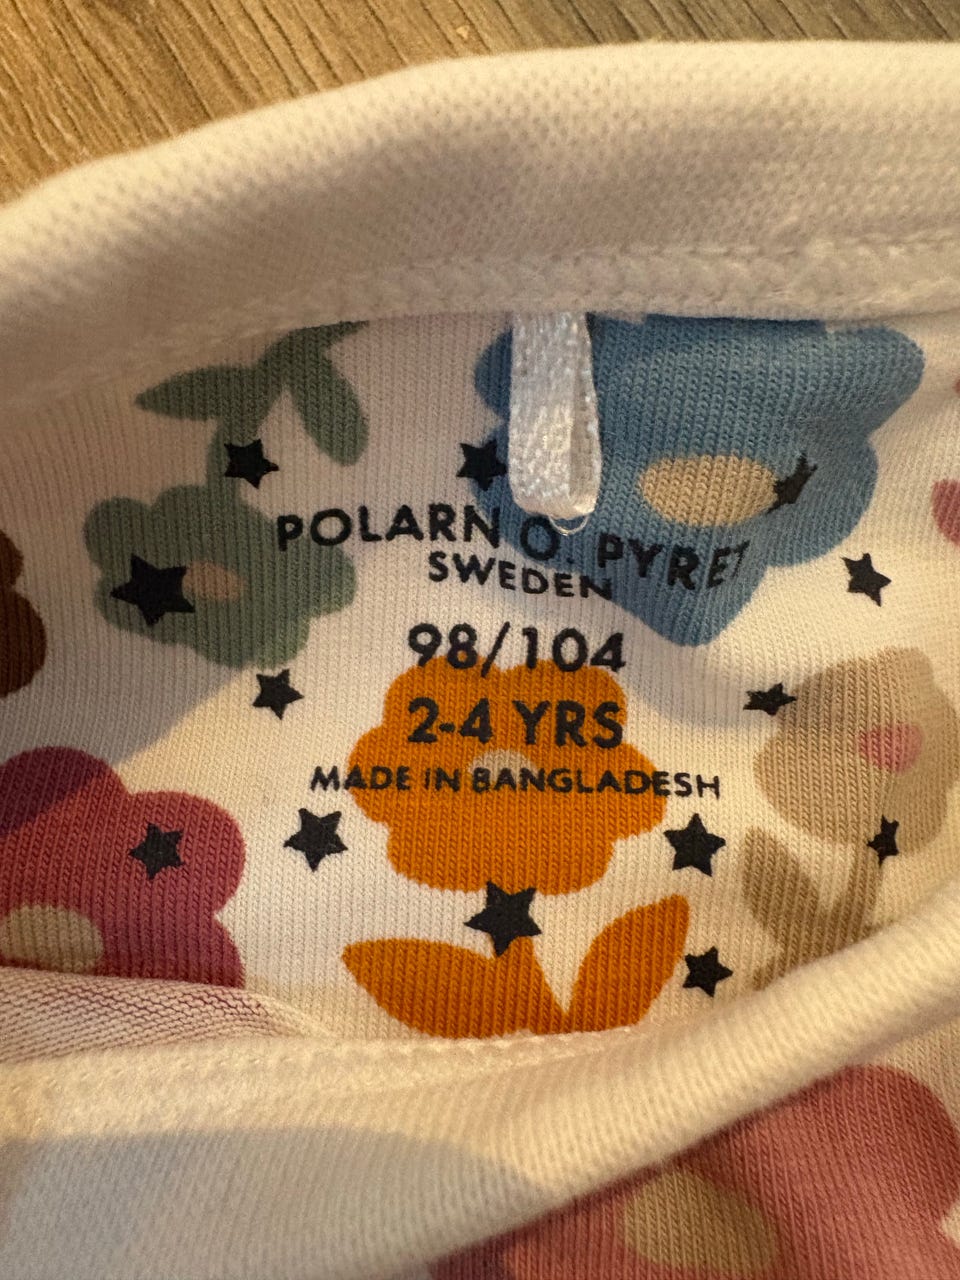 POLARN O. PYRET
SWEDEN
98/104
2-4 YRS
MADE IN BANGLADESH